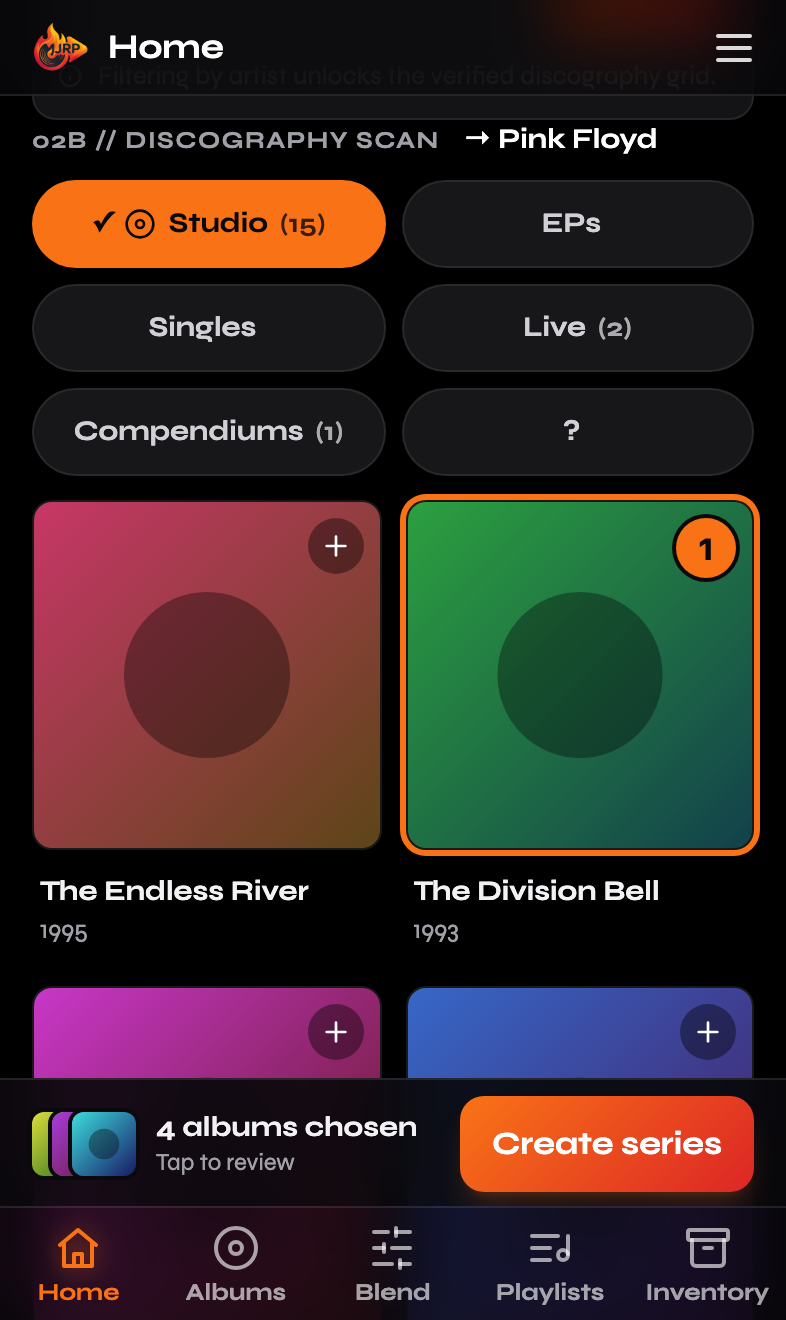 MJRP
Home
Filtering by artist unlocks the verified discography grid.
02B // DISCOGRAPHY SCAN → Pink Floyd
✓ Studio (15)
EPs
Singles
Live (2)
Compendiums (1)
?
1
The Endless River
The Division Bell
1995
1993
4 albums chosen
Tap to review
Create series
Home
Albums
Blend
Playlists
Inventory